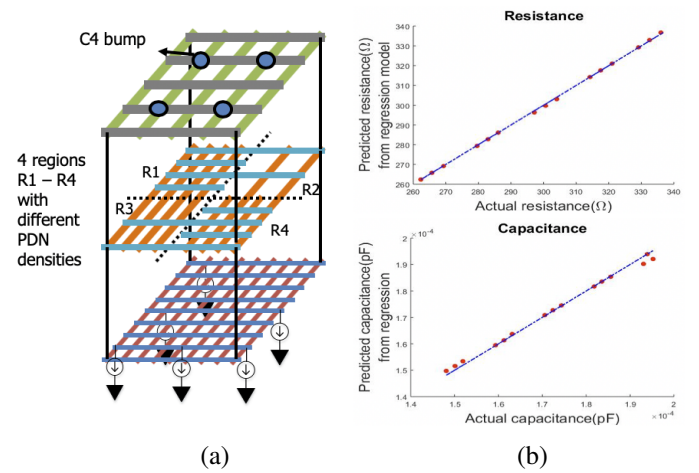 C4 bump
4 regions
R1 – R4
with
different
PDN
densities
R1
R2
R3
R4
(a)
Resistance
Predicted resistance(Ω)
from regression model
340
330
320
310
300
290
280
270
260
260 270 280 290 300 310 320 330 340
Actual resistance(Ω)
Capacitance
×10⁻⁴
Predicted capacitance(pF)
from regression
2
1.9
1.8
1.7
1.6
1.5
1.4
1.4 1.5 1.6 1.7 1.8 1.9 2
×10⁻⁴
Actual capacitance(pF)
(b)